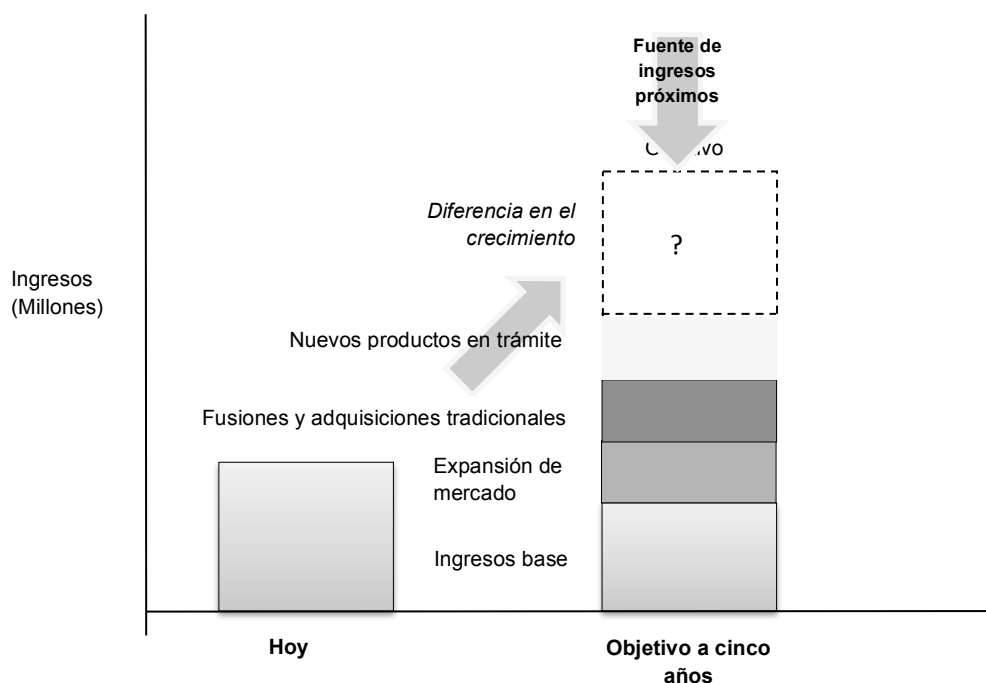 Fuente de
ingresos
próximos
Diferencia en el
crecimiento
?
Ingresos
(Millones)
Nuevos productos en trámite
Fusiones y adquisiciones tradicionales
Expansión de
mercado
Ingresos base
Hoy
Objetivo a cinco
años